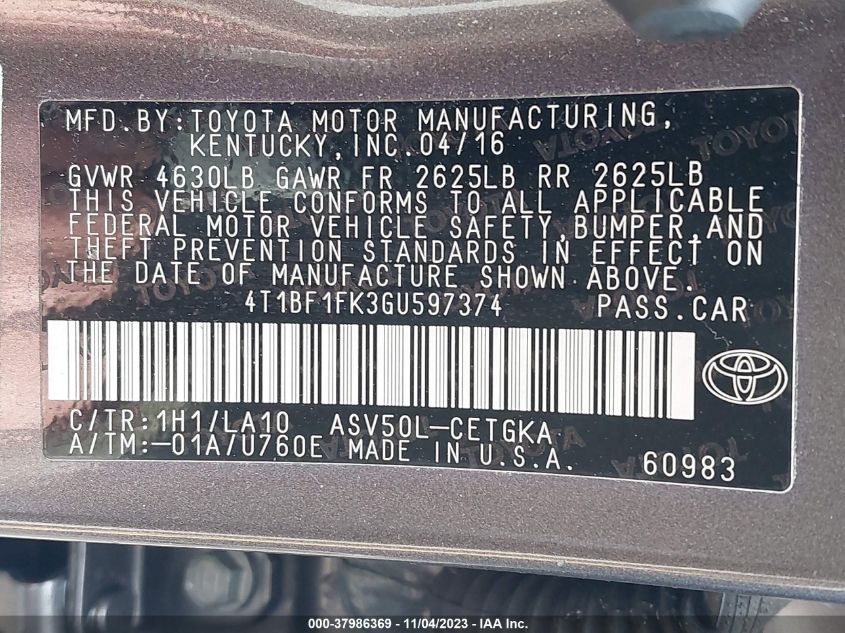 MFD.BY:TOYOTA MOTOR MANUFACTURING,
KENTUCKY,INC.04/16
GVWR 4630LB GAWR FR 2625LB RR 2625LB
THIS VEHICLE CONFORMS TO ALL APPLICABLE
FEDERAL MOTOR VEHICLE SAFETY,BUMPER,AND
THEFT PREVENTION STANDARDS IN EFFECT ON
THE DATE OF MANUFACTURE SHOWN ABOVE.
4T1BF1FK3GU597374 PASS.CAR
C/TR:1H1/LA10 ASV50L-CETGKA
A/TM:-01A/U760E MADE IN U.S.A. 60983
000-37986369 - 11/04/2023 - IAA Inc.